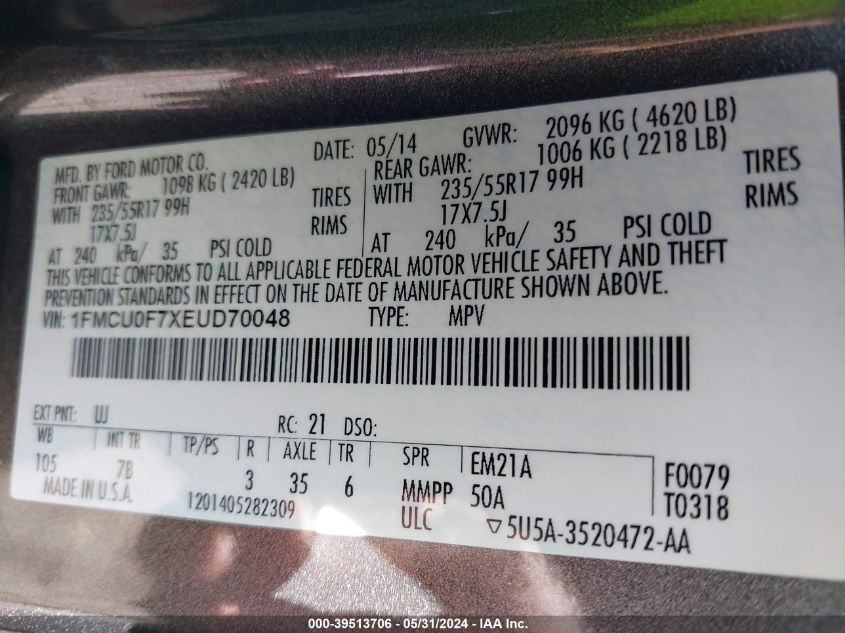 MFD. BY FORD MOTOR CO. DATE: 05/14 GVWR: 2096 KG ( 4620 LB)
FRONT GAWR: 1098 KG ( 2420 LB) REAR GAWR: 1006 KG ( 2218 LB)
WITH 235/55R17 99H TIRES WITH 235/55R17 99H TIRES
17X7.5J RIMS 17X7.5J RIMS
AT 240 kPa/ 35 PSI COLD AT 240 kPa/ 35 PSI COLD
THIS VEHICLE CONFORMS TO ALL APPLICABLE FEDERAL MOTOR VEHICLE SAFETY AND THEFT
PREVENTION STANDARDS IN EFFECT ON THE DATE OF MANUFACTURE SHOWN ABOVE.
VIN: 1FMCU0F7XEUD70048 TYPE: MPV
EXT PNT: UJ RC: 21 DSO:
WB INT TR TP/PS R AXLE TR SPR EM21A F0079
105 7B 3 35 6 MMPP 50A T0318
MADE IN U.S.A. 1201405282309 ULC ▽5U5A-3520472-AA
000-39513706 - 05/31/2024 - IAA Inc.